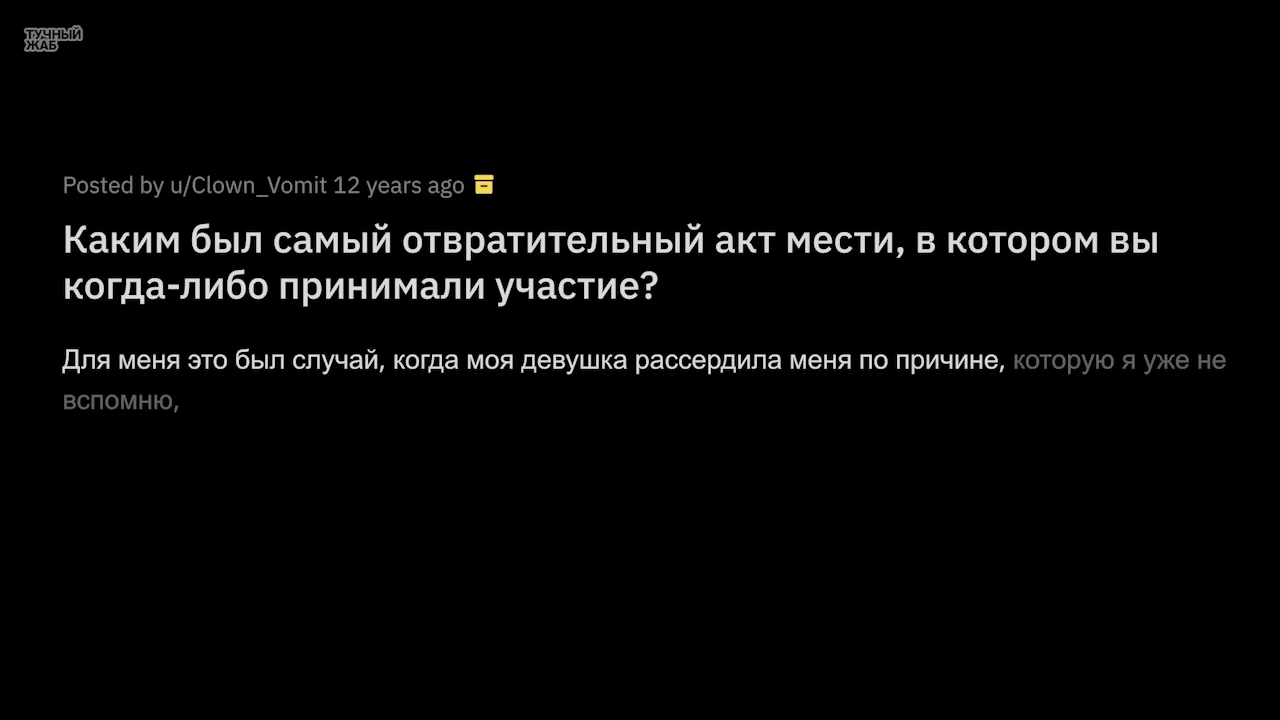 ТУЧНЫЙ
ЖАБ
Posted by u/Clown_Vomit 12 years ago
Каким был самый отвратительный акт мести, в котором вы
когда-либо принимали участие?
Для меня это был случай, когда моя девушка рассердила меня по причине, которую я уже не
вспомню,